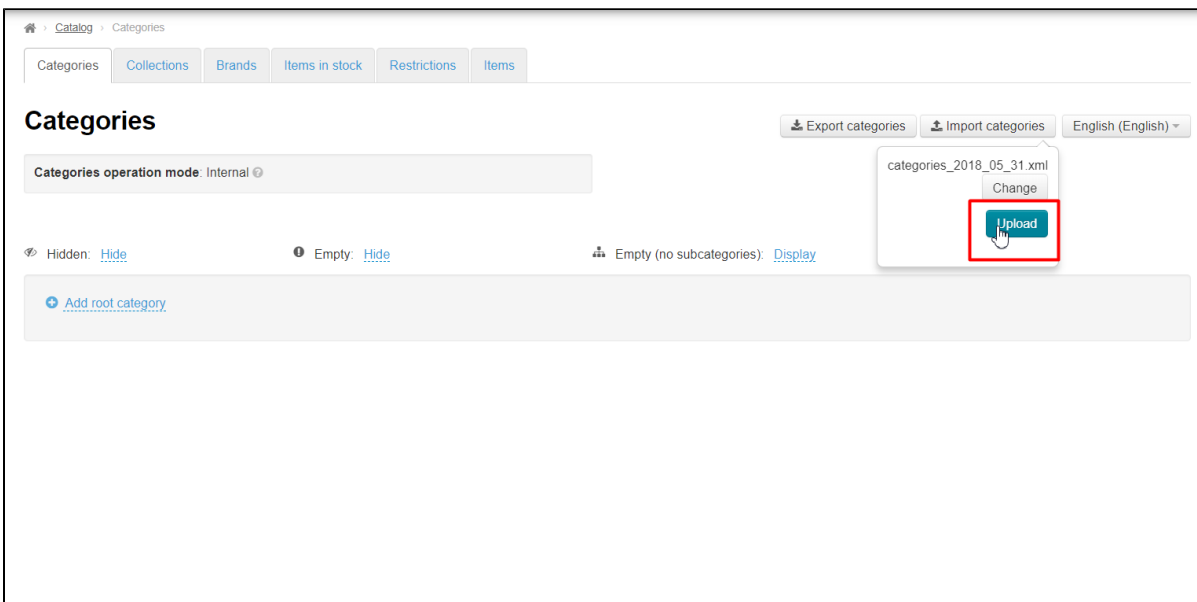 Catalog Categories
Categories Collections Brands Items in stock Restrictions Items
Categories
Export categories Import categories English (English)
categories_2018_05_31.xml
Categories operation mode: Internal
Change
Upload
Hidden: Hide Empty: Hide Empty (no subcategories): Display
Add root category